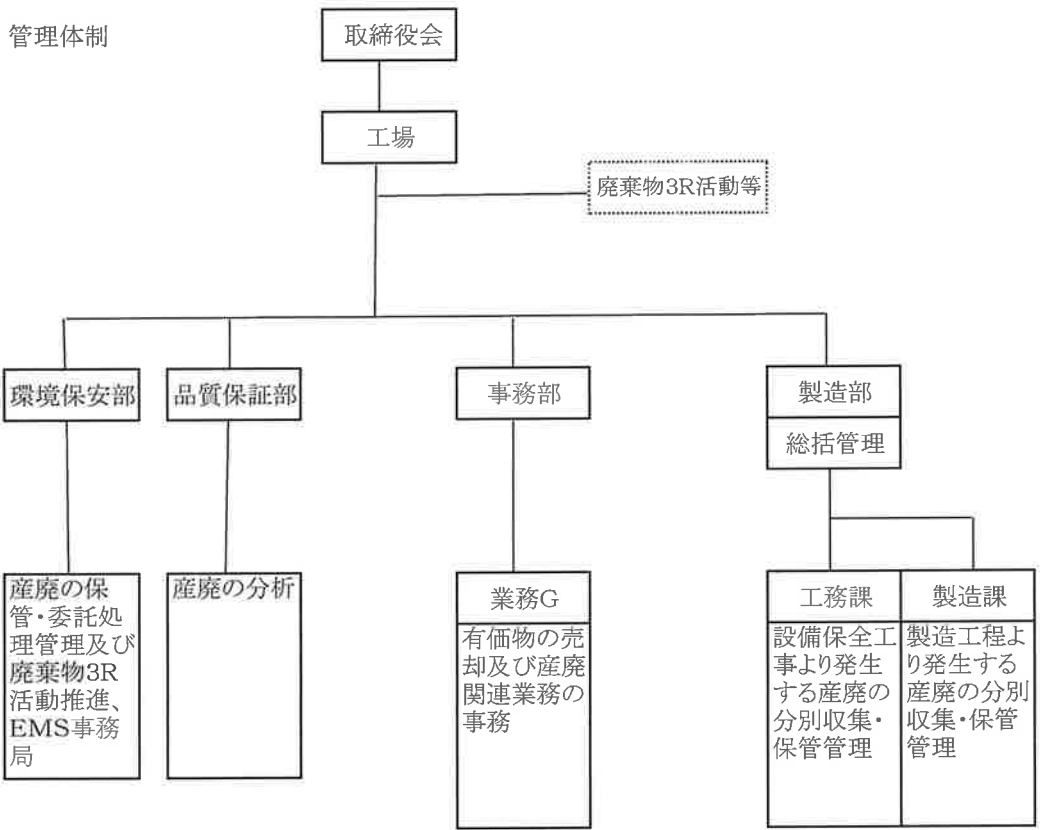 管理体制
取締役会
工場
廃棄物3R活動等
環境保安部
品質保証部
事務部
製造部
総括管理
産廃の保
管・委託処
理管理及び
廃棄物3R
活動推進、
EMS事務
局
産廃の分析
業務G
有価物の売
却及び産廃
関連業務の
事務
工務課
設備保全工
事より発生
する産廃の
分別収集・
保管管理
製造課
製造工程よ
り発生する
産廃の分別
収集・保管
管理